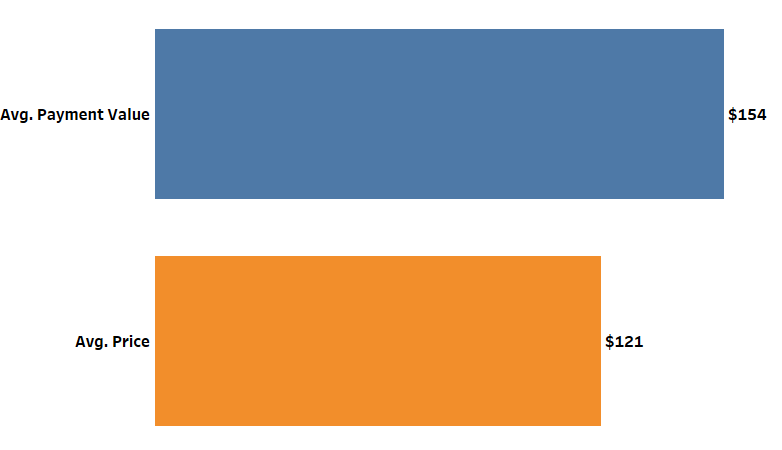 Avg. Payment Value
$154
Avg. Price
$121